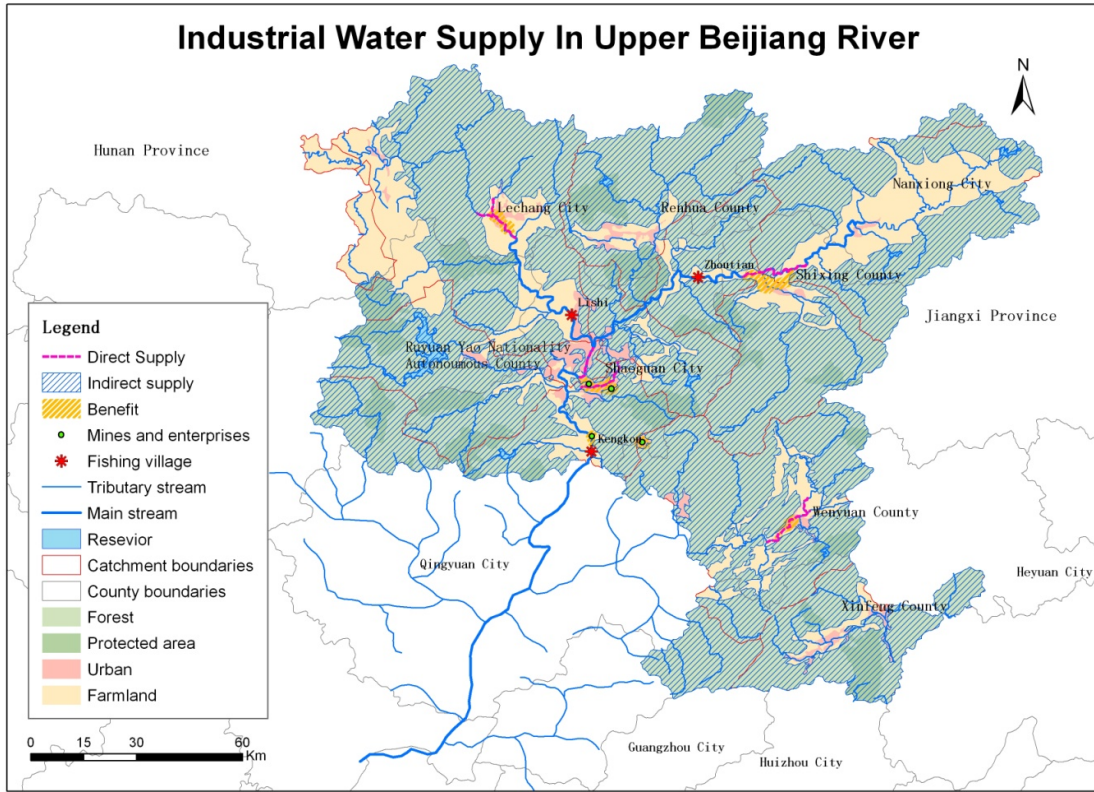 Industrial Water Supply In Upper Beijiang River
N
Hunan Province
Nanxiong City
Lechang City
Renhua County
Zhoutian
Shixing County
Lishi
Jiangxi Province
Ruyuan Yao Nationality
Autonoumous County
Shaoguan City
Kengkou
Wenyuan County
Qingyuan City
Heyuan City
Xinfeng County
Guangzhou City
Huizhou City
Legend
Direct Supply
Indirect supply
Benefit
Mines and enterprises
Fishing village
Tributary stream
Main stream
Resevior
Catchment boundaries
County boundaries
Forest
Protected area
Urban
Farmland
0 15 30 60
Km